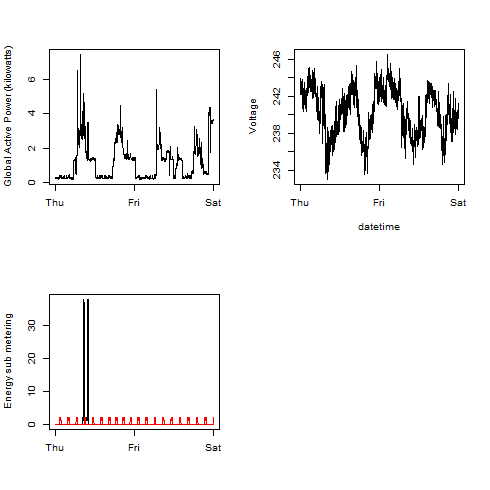 Global Active Power (kilowatts)
0 2 4 6
Thu Fri Sat
Voltage
234 238 242 246
Thu Fri Sat
datetime
Energy sub metering
0 10 20 30
Thu Fri Sat